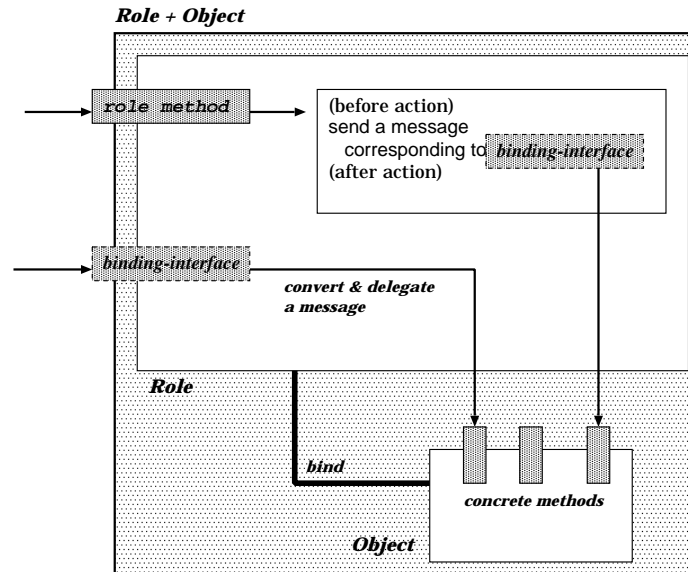 Role + Object
role method
(before action)
send a message
corresponding to binding-interface
(after action)
binding-interface
convert & delegate
a message
Role
bind
concrete methods
Object